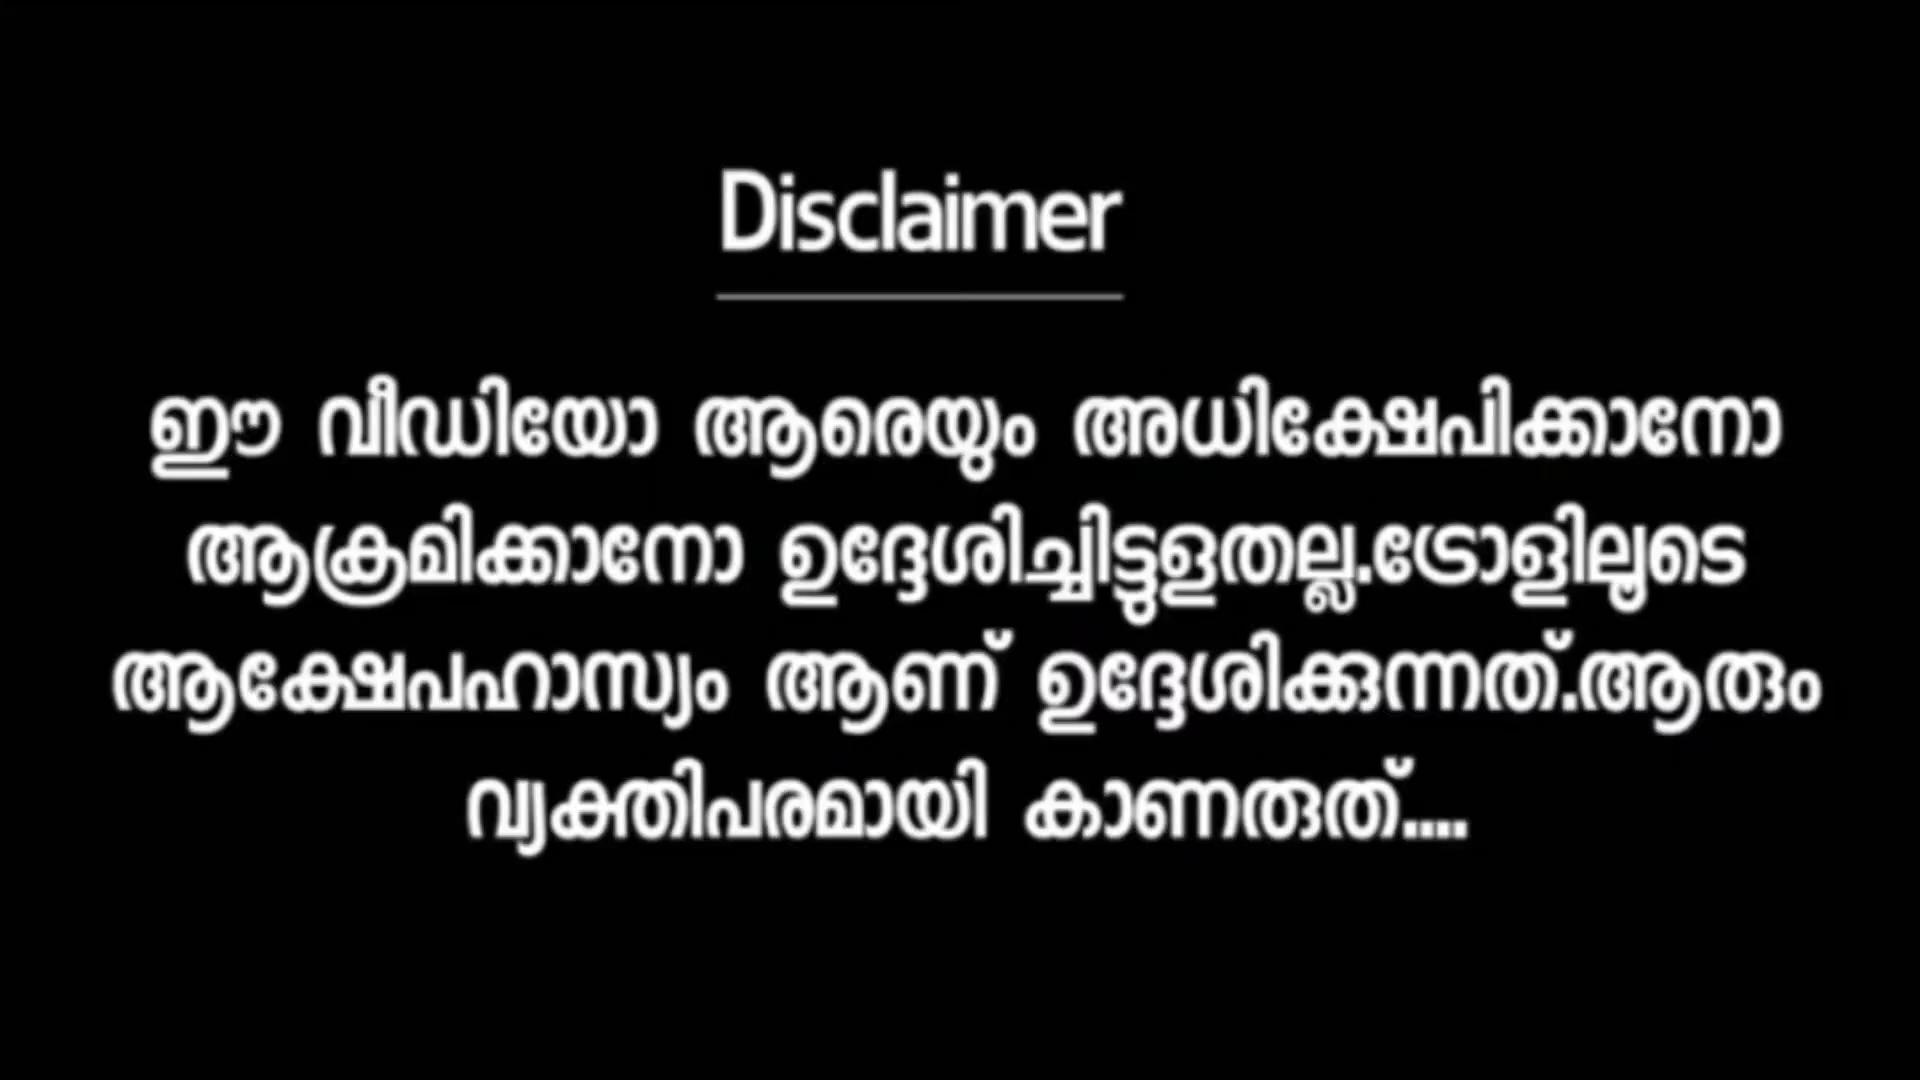 Disclaimer
ഈ വീഡിയോ ആരെയും അധിക്ഷേപിക്കാനോ
ആക്രമിക്കാനോ ഉദ്ദേശിച്ചിട്ടുളതല്ല.ട്രോളിലൂടെ
ആക്ഷേപഹാസ്യം ആണ് ഉദ്ദേശിക്കുന്നത്.ആരും
വ്യക്തിപരമായി കാണരുത്....